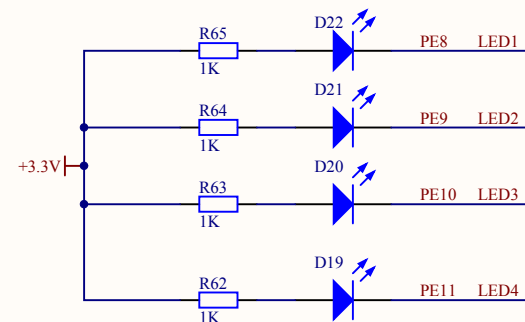 D22
R65
PE8 LED1
1K
D21
R64
PE9 LED2
1K
+3.3V
D20
R63
PE10 LED3
1K
D19
R62
PE11 LED4
1K